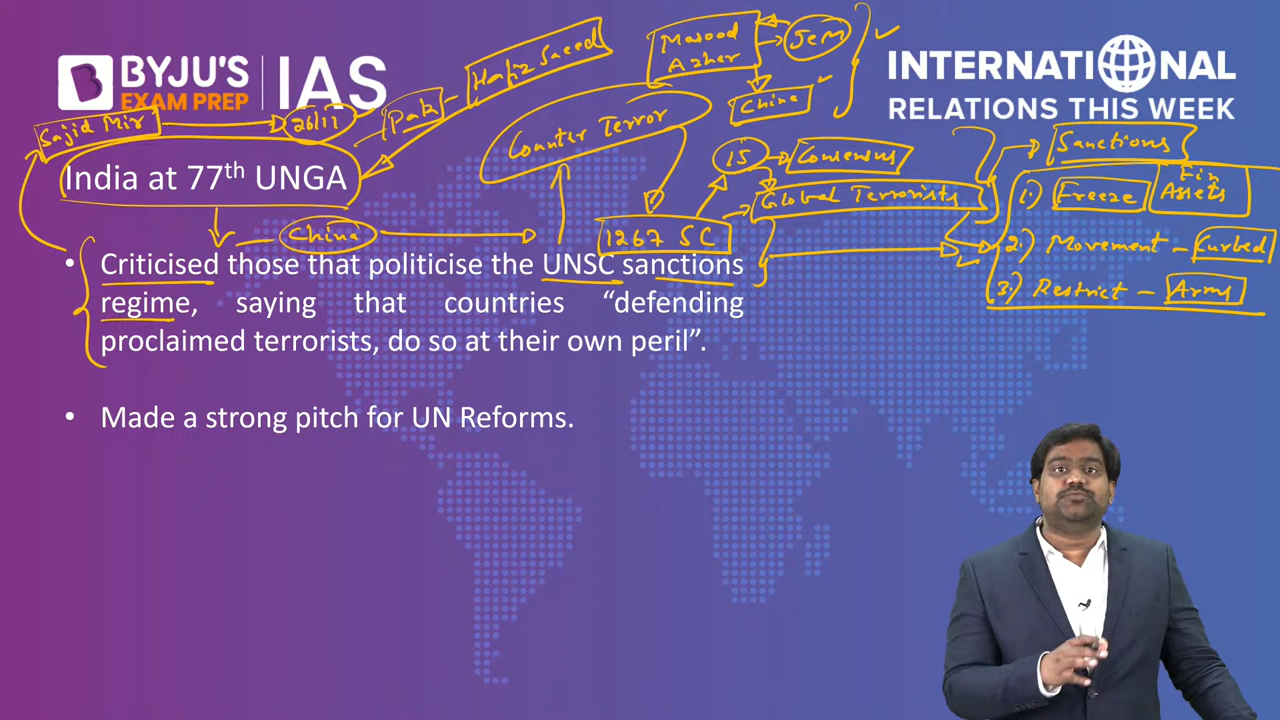 BYJU'S
EXAM PREP
IAS
INTERNATIONAL
RELATIONS THIS WEEK
Masood
Azher
Jem
China
Hafiz Saeed
Pak
26/11
Sajid Mir
Counter Terror
15
Consensus
Global Terrorists
1267 SC
Sanctions
1.) Freeze Fin
Assets
2.) Movement - Curbed
3.) Restrict - Arms
India at 77th UNGA
China
• Criticised those that politicise the UNSC sanctions
regime, saying that countries “defending
proclaimed terrorists, do so at their own peril”.
• Made a strong pitch for UN Reforms.